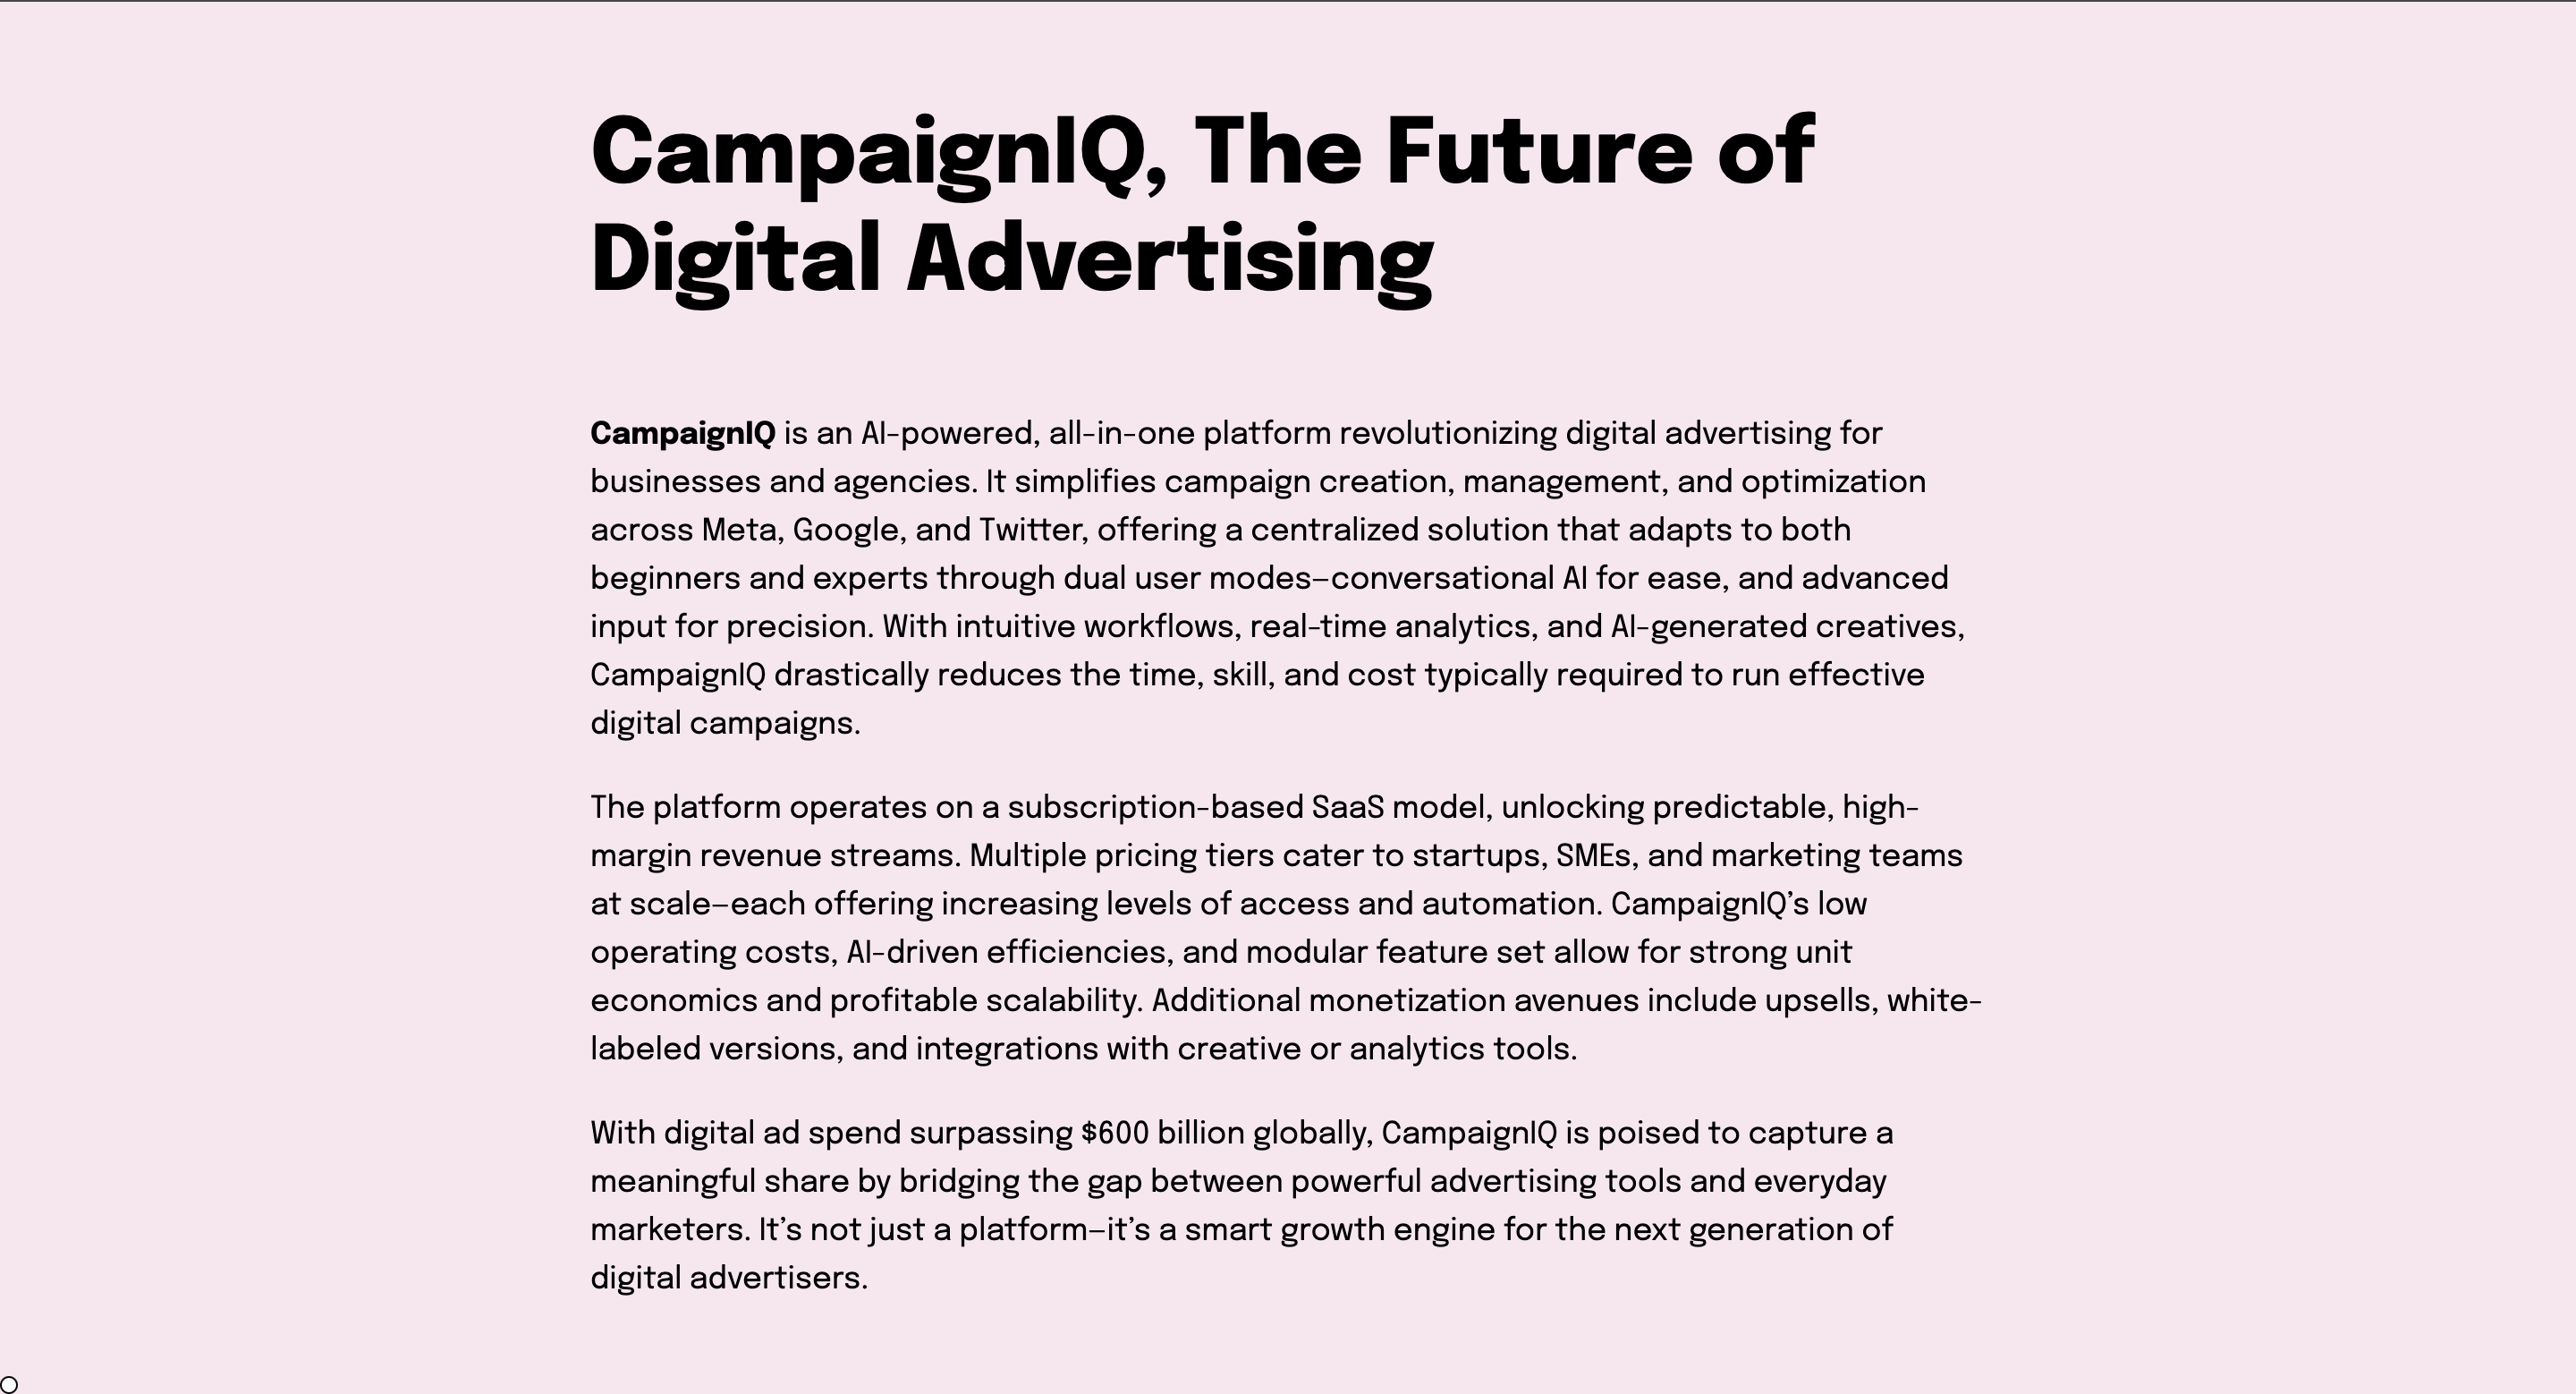 CampaignIQ, The Future of
Digital Advertising
CampaignIQ is an AI-powered, all-in-one platform revolutionizing digital advertising for
businesses and agencies. It simplifies campaign creation, management, and optimization
across Meta, Google, and Twitter, offering a centralized solution that adapts to both
beginners and experts through dual user modes—conversational AI for ease, and advanced
input for precision. With intuitive workflows, real-time analytics, and AI-generated creatives,
CampaignIQ drastically reduces the time, skill, and cost typically required to run effective
digital campaigns.
The platform operates on a subscription-based SaaS model, unlocking predictable, high-
margin revenue streams. Multiple pricing tiers cater to startups, SMEs, and marketing teams
at scale—each offering increasing levels of access and automation. CampaignIQ’s low
operating costs, AI-driven efficiencies, and modular feature set allow for strong unit
economics and profitable scalability. Additional monetization avenues include upsells, white-
labeled versions, and integrations with creative or analytics tools.
With digital ad spend surpassing $600 billion globally, CampaignIQ is poised to capture a
meaningful share by bridging the gap between powerful advertising tools and everyday
marketers. It’s not just a platform—it’s a smart growth engine for the next generation of
digital advertisers.